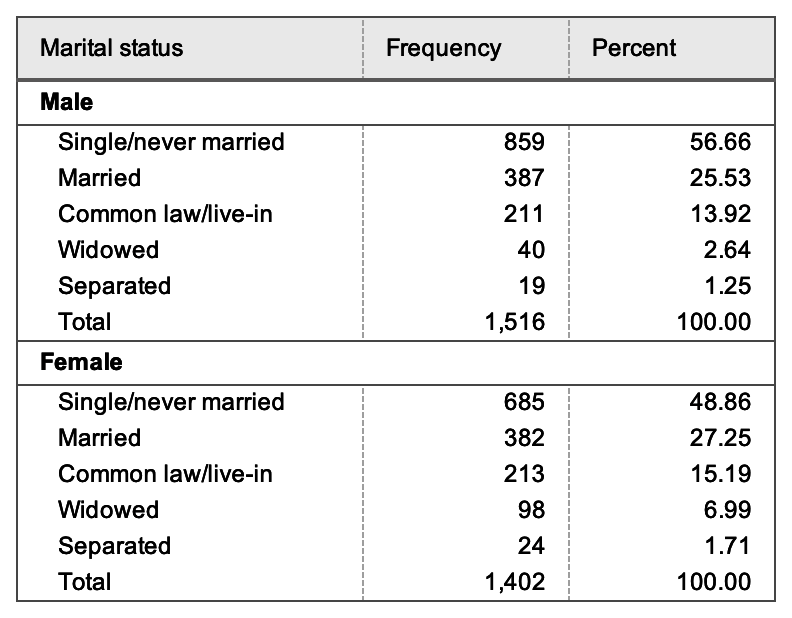 Marital status Frequency Percent
Male
Single/never married 859 56.66
Married 387 25.53
Common law/live-in 211 13.92
Widowed 40 2.64
Separated 19 1.25
Total 1,516 100.00
Female
Single/never married 685 48.86
Married 382 27.25
Common law/live-in 213 15.19
Widowed 98 6.99
Separated 24 1.71
Total 1,402 100.00